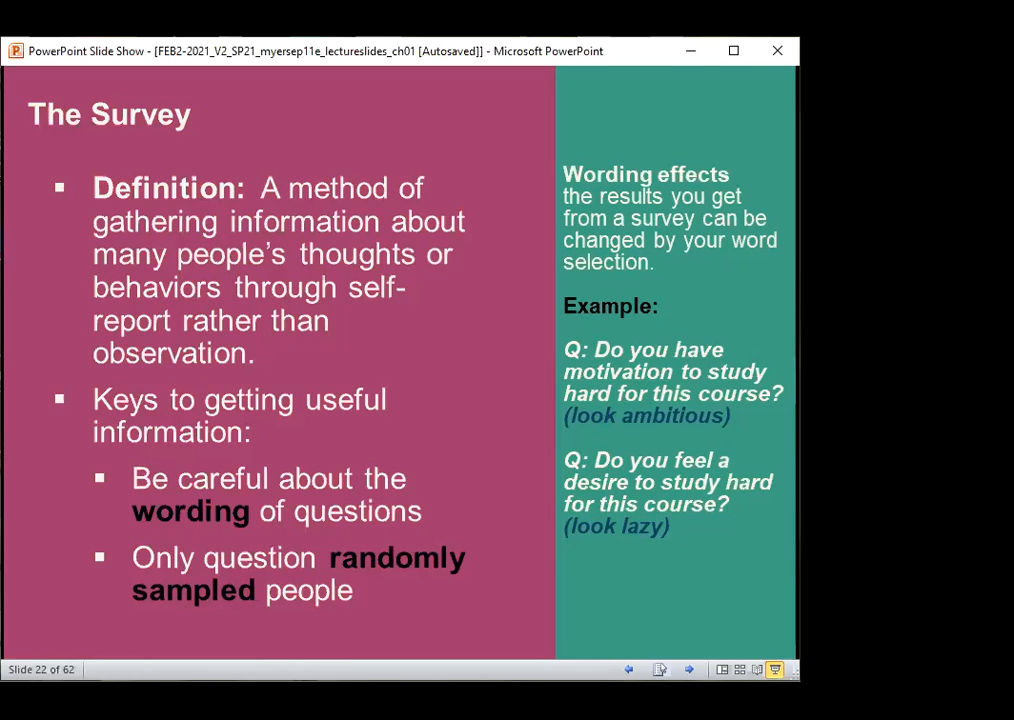 PowerPoint Slide Show - [FEB2-2021_V2_SP21_myersep11e_lectureslides_ch01 [Autosaved]] - Microsoft PowerPoint
The Survey
Definition: A method of
gathering information about
many people’s thoughts or
behaviors through self-
report rather than
observation.
Keys to getting useful
information:
Be careful about the
wording of questions
Only question randomly
sampled people
Wording effects
the results you get
from a survey can be
changed by your word
selection.
Example:
Q: Do you have
motivation to study
hard for this course?
(look ambitious)
Q: Do you feel a
desire to study hard
for this course?
(look lazy)
Slide 22 of 62